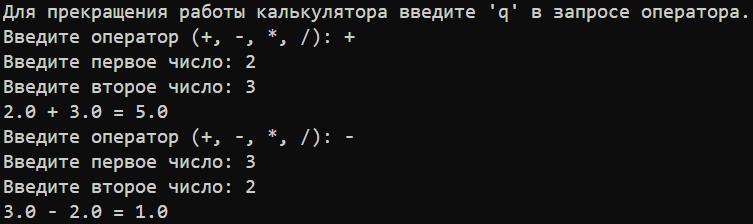 Для прекращения работы калькулятора введите 'q' в запросе оператора.
Введите оператор (+, -, *, /): +
Введите первое число: 2
Введите второе число: 3
2.0 + 3.0 = 5.0
Введите оператор (+, -, *, /): -
Введите первое число: 3
Введите второе число: 2
3.0 - 2.0 = 1.0